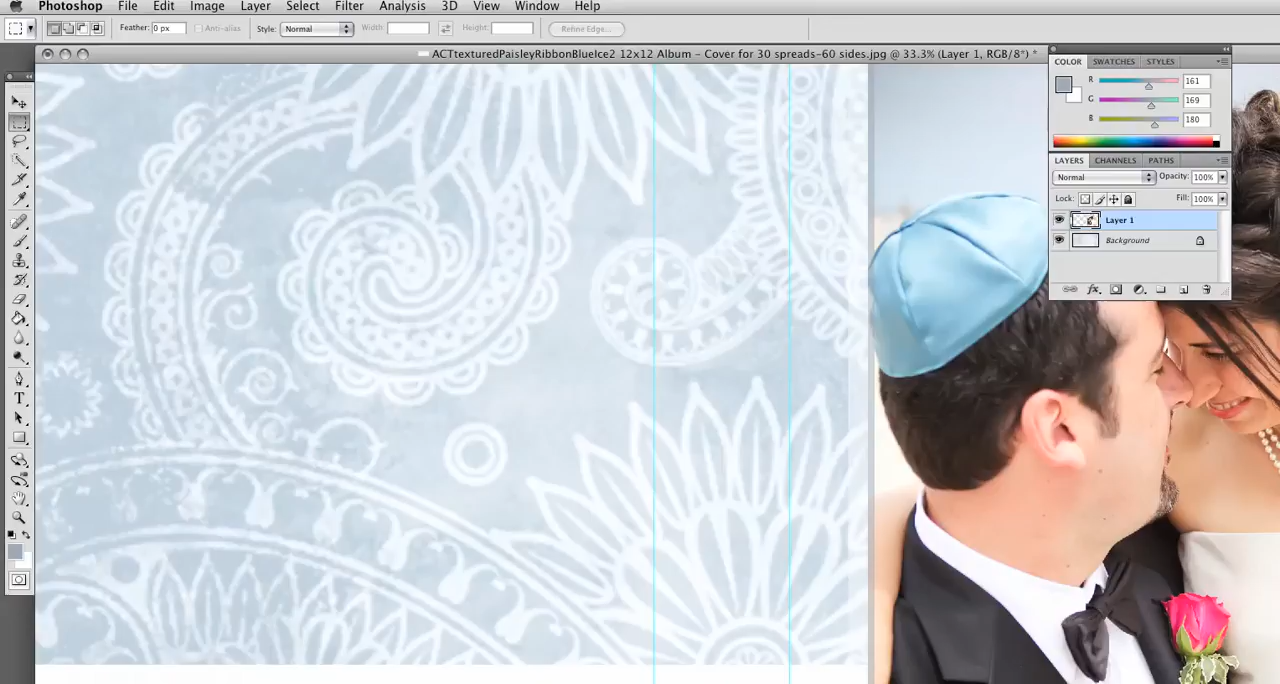 Photoshop File Edit Image Layer Select Filter Analysis 3D View Window Help
Feather: 0 px Anti-alias Style: Normal Width: Height: Refine Edge...
ACTtexturedPaisleyRibbonBlueIce2 12x12 Album - Cover for 30 spreads-60 sides.jpg @ 33.3% (Layer 1, RGB/8*) *
COLOR SWATCHES STYLES
R 161
G 169
B 180
LAYERS CHANNELS PATHS
Normal Opacity: 100%
Lock: Fill: 100%
Layer 1
Background